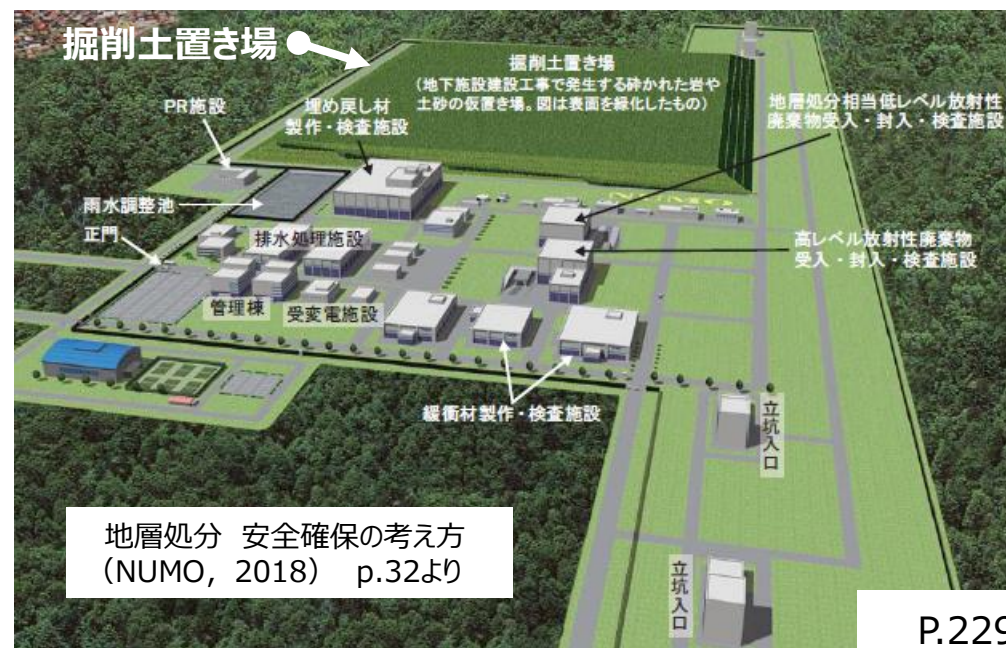 掘削土置き場
掘削土置き場
(地下施設建設工事で発生する砕かれた岩や
土砂の仮置き場。図は表面を緑化したもの)
PR施設
埋め戻し材
製作・検査施設
地層処分相当低レベル放射性
廃棄物受入・封入・検査施設
雨水調整池
正門
排水処理施設
高レベル放射性廃棄物
受入・封入・検査施設
管理棟
受変電施設
緩衝材製作・検査施設
立坑入口
地層処分 安全確保の考え方
(NUMO, 2018) p.32より
立坑入口
P.229